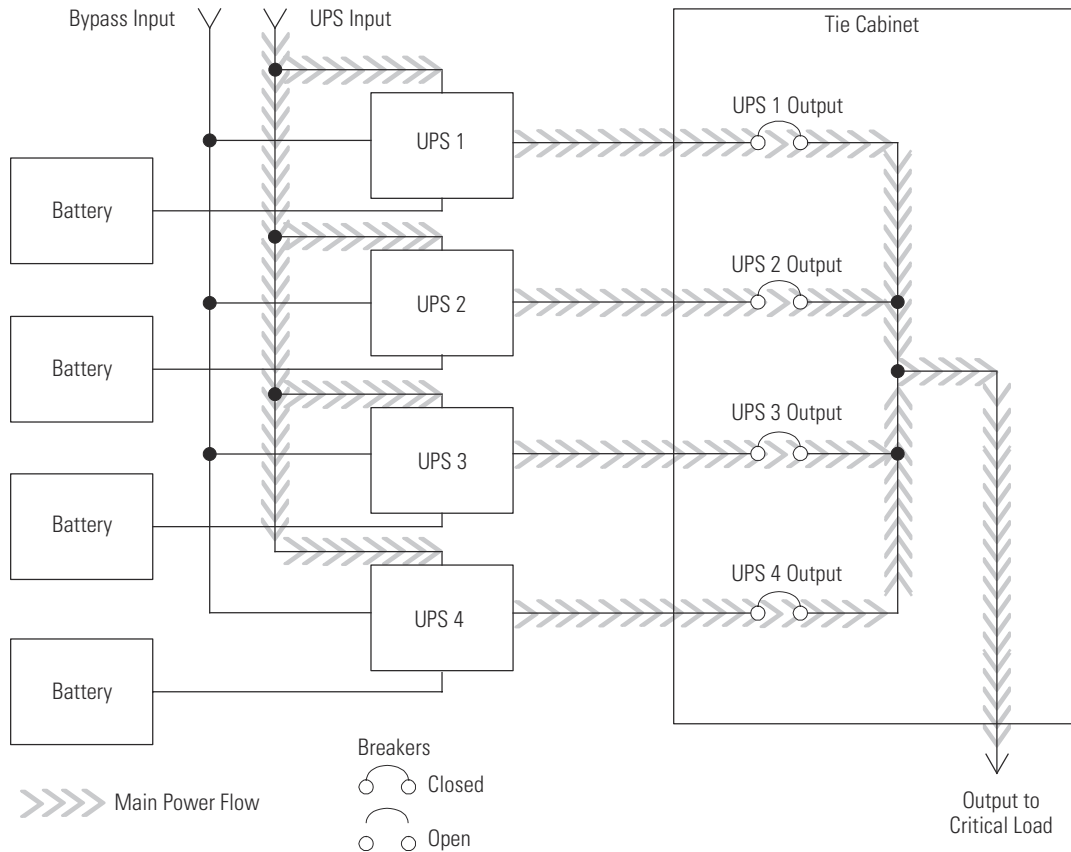 Bypass Input
UPS Input
Tie Cabinet
UPS 1 Output
UPS 1
Battery
UPS 2 Output
UPS 2
Battery
UPS 3 Output
UPS 3
Battery
UPS 4 Output
UPS 4
Battery
Breakers
Closed
Open
Main Power Flow
Output to
Critical Load